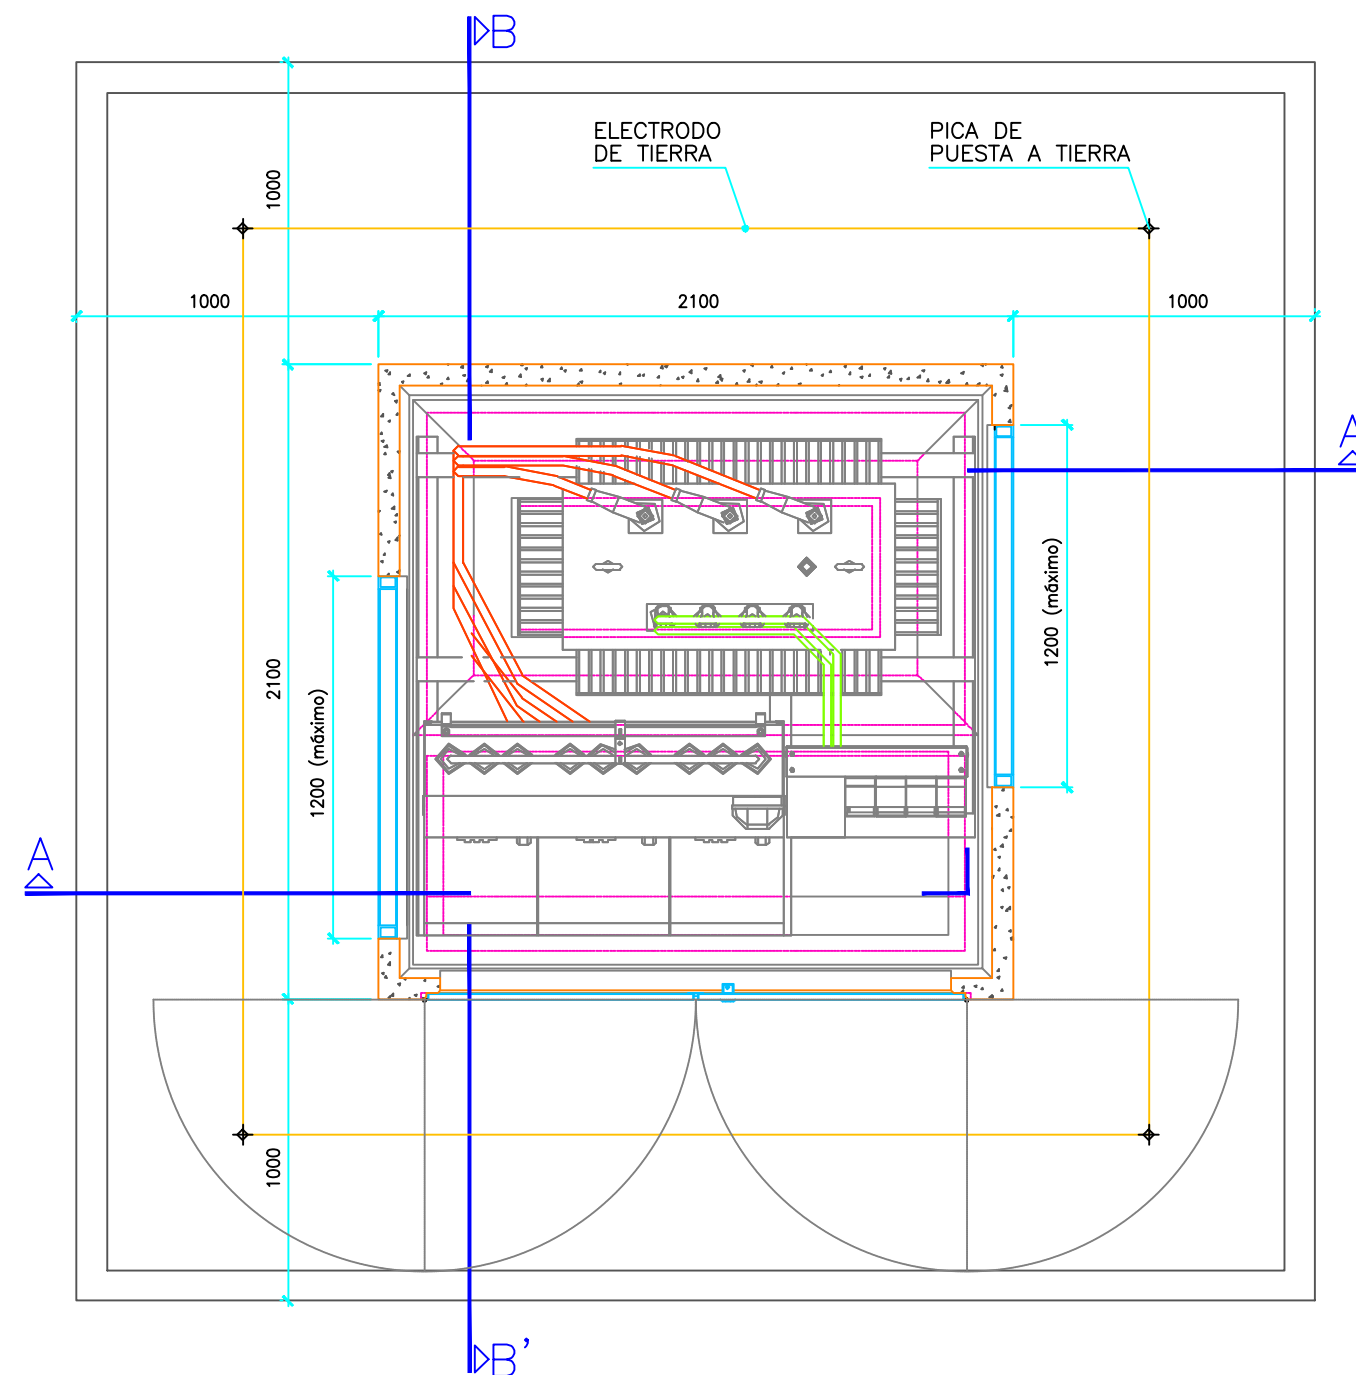 B
ELECTRODO
DE TIERRA
PICA DE
PUESTA A TIERRA
1000
1000
2100
1000
A
1200 (máximo)
2100
1200 (máximo)
A
1000
B'